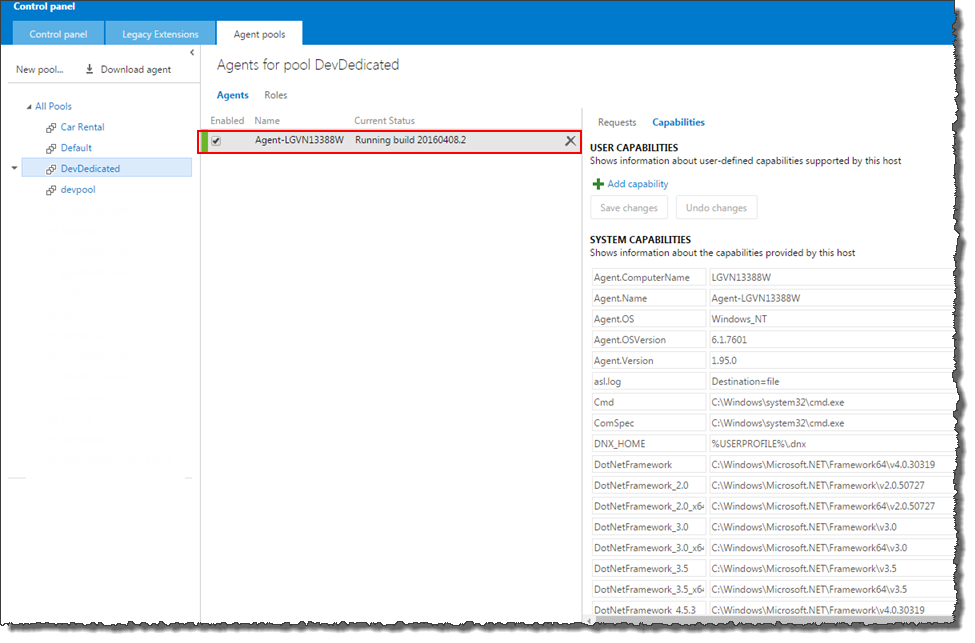 Control panel
Control panel Legacy Extensions Agent pools
New pool... Download agent
All Pools
Car Rental
Default
DevDedicated
devpool
Agents for pool DevDedicated
Agents Roles
Enabled Name Current Status
Agent-LGVN13388W Running build 20160408.2
Requests Capabilities
USER CAPABILITIES
Shows information about user-defined capabilities supported by this host
Add capability
Save changes Undo changes
SYSTEM CAPABILITIES
Shows information about the capabilities provided by this host
Agent.ComputerName LGVN13388W
Agent.Name Agent-LGVN13388W
Agent.OS Windows_NT
Agent.OSVersion 6.1.7601
Agent.Version 1.95.0
asl.log Destination=file
Cmd C:\Windows\system32\cmd.exe
ComSpec C:\Windows\system32\cmd.exe
DNX_HOME %USERPROFILE%\.dnx
DotNetFramework C:\Windows\Microsoft.NET\Framework64\v4.0.30319
DotNetFramework_2.0 C:\Windows\Microsoft.NET\Framework\v2.0.50727
DotNetFramework_2.0_x64 C:\Windows\Microsoft.NET\Framework64\v2.0.50727
DotNetFramework_3.0 C:\Windows\Microsoft.NET\Framework\v3.0
DotNetFramework_3.0_x64 C:\Windows\Microsoft.NET\Framework64\v3.0
DotNetFramework_3.5 C:\Windows\Microsoft.NET\Framework\v3.5
DotNetFramework_3.5_x64 C:\Windows\Microsoft.NET\Framework64\v3.5
DotNetFramework_4.5.3 C:\Windows\Microsoft.NET\Framework\v4.0.30319